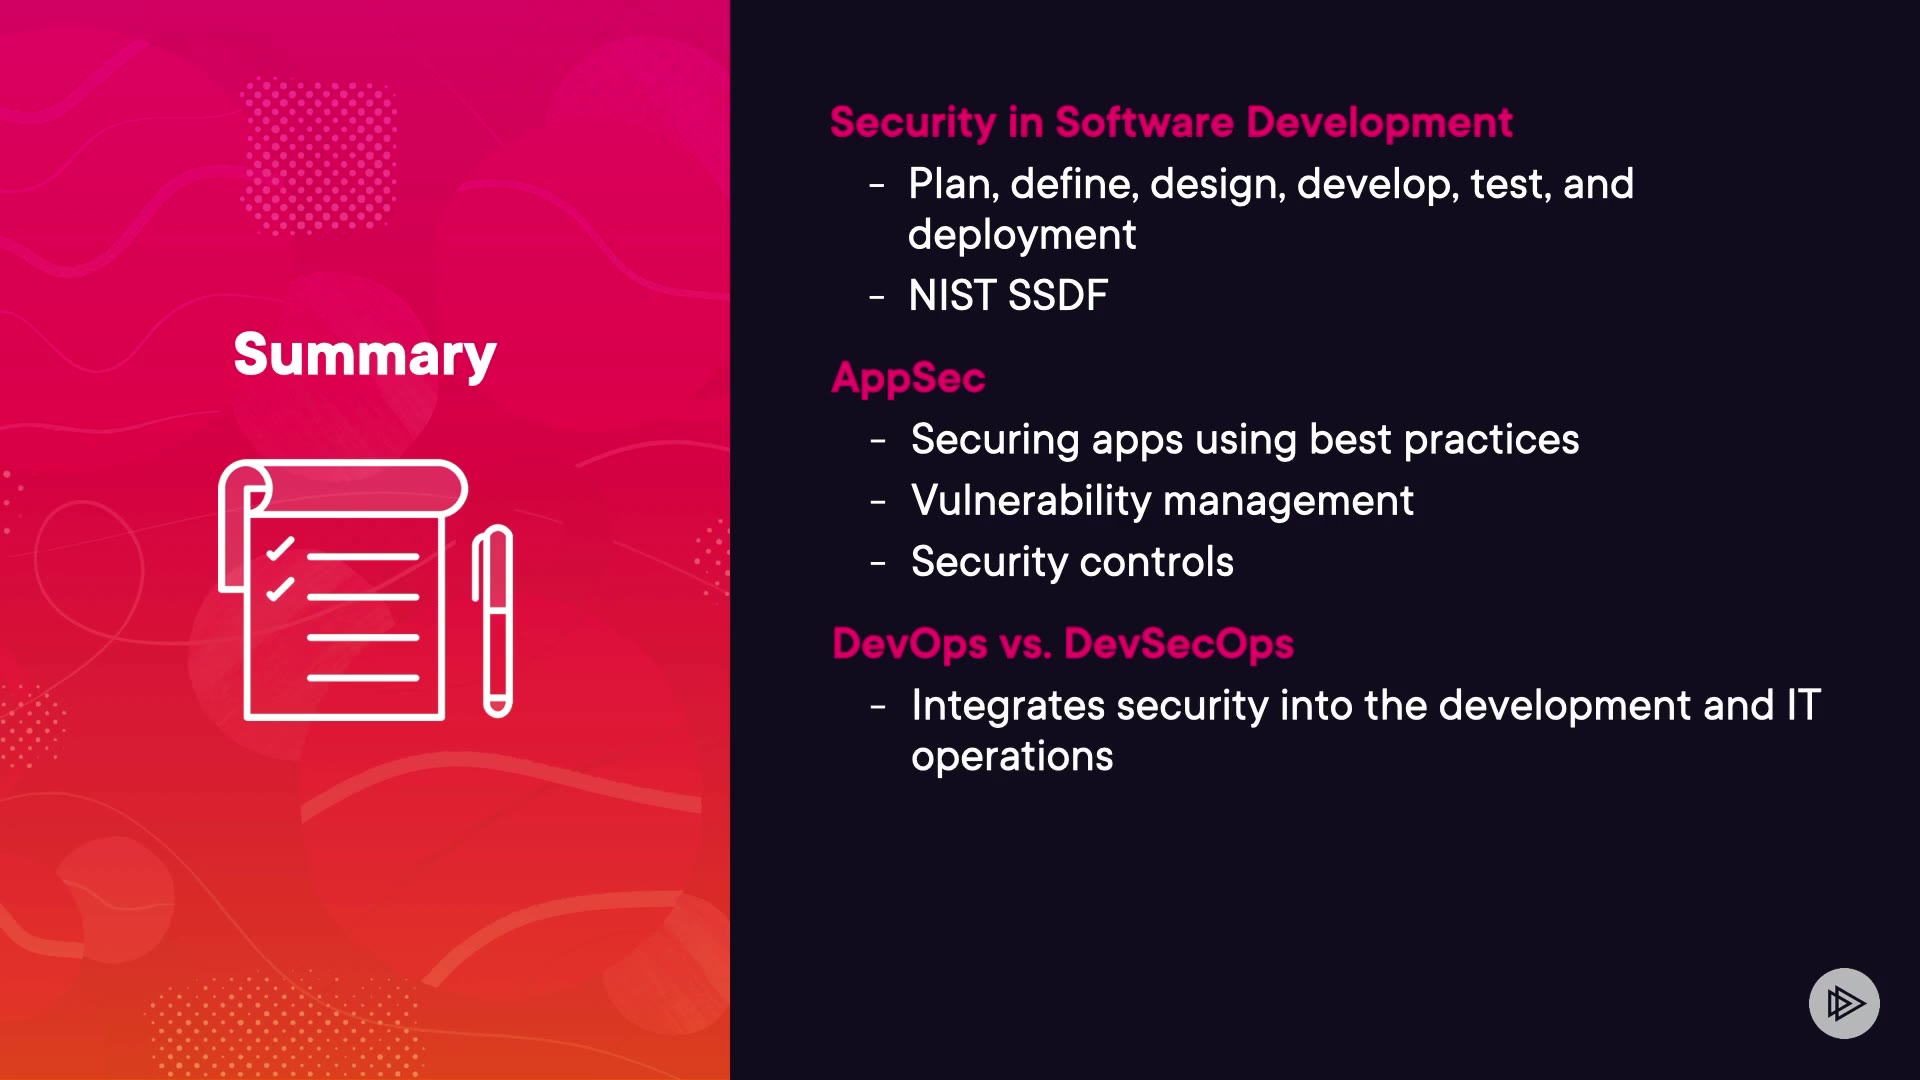 Summary
Security in Software Development
- Plan, define, design, develop, test, and
deployment
- NIST SSDF
AppSec
- Securing apps using best practices
- Vulnerability management
- Security controls
DevOps vs. DevSecOps
- Integrates security into the development and IT
operations